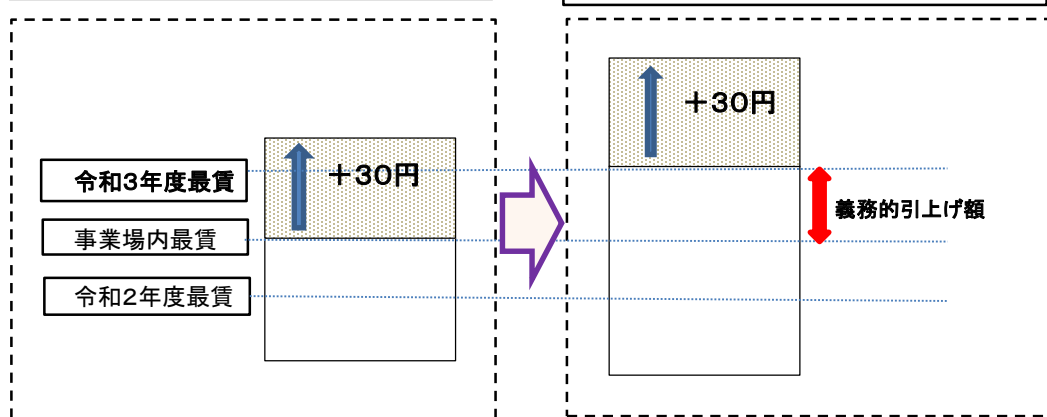 +30円
令和3年度最賃
+30円
事業場内最賃
義務的引上げ額
令和2年度最賃